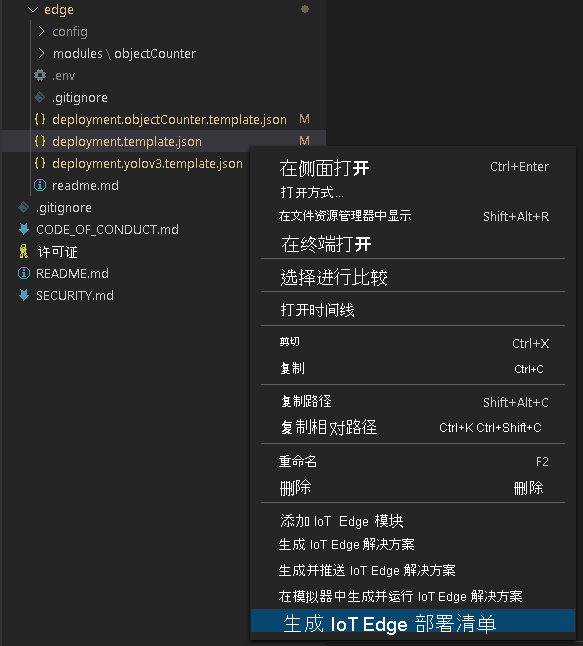 edge
config
modules \ objectCounter
.env
.gitignore
deployment.objectCounter.template.json M
deployment.template.json M
deployment.yolov3.template.json
readme.md
.gitignore
CODE_OF_CONDUCT.md
许可证
README.md
SECURITY.md
在侧面打开 Ctrl+Enter
打开方式...
在文件资源管理器中显示 Shift+Alt+R
在终端打开
选择进行比较
打开时间线
剪切 Ctrl+X
复制 Ctrl+C
复制路径 Shift+Alt+C
复制相对路径 Ctrl+K Ctrl+Shift+C
重命名 F2
删除 删除
添加 IoT Edge 模块
生成 IoT Edge 解决方案
生成并推送 IoT Edge 解决方案
在模拟器中生成并运行 IoT Edge 解决方案
生成 IoT Edge 部署清单